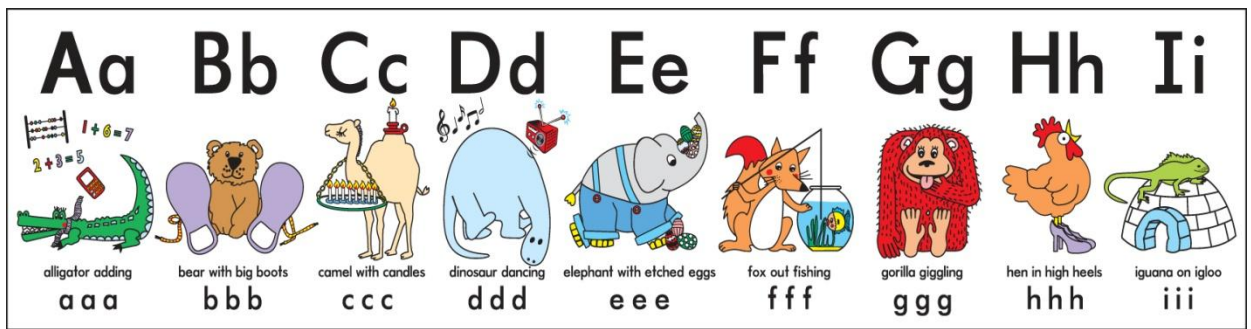 Aa Bb Cc Dd Ee Ff Gg Hh Ii
1+6=7
2+3=5
alligator adding bear with big boots camel with candles dinosaur dancing elephant with etched eggs fox out fishing gorilla giggling hen in high heels iguana on igloo
a a a b b b c c c d d d e e e f f f g g g h h h i i i